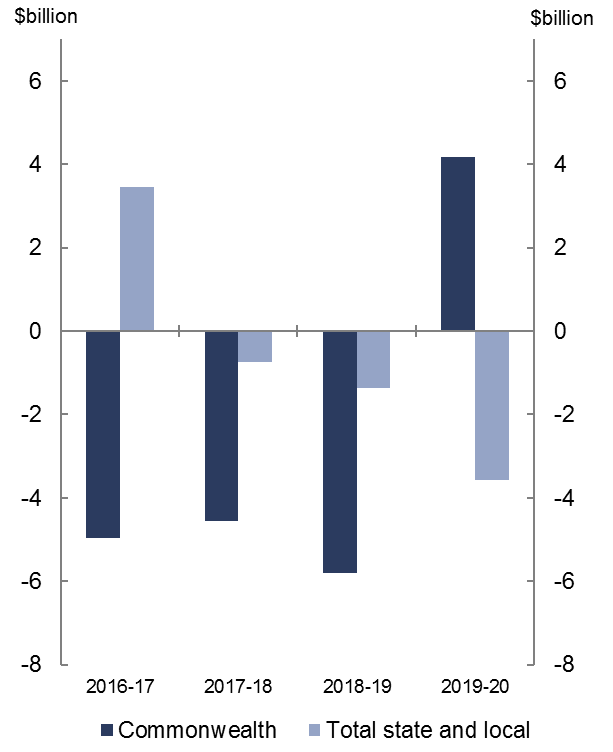 $billion $billion
6 6
4 4
2 2
0 0
-2 -2
-4 -4
-6 -6
-8 -8
2016-17 2017-18 2018-19 2019-20
Commonwealth Total state and local